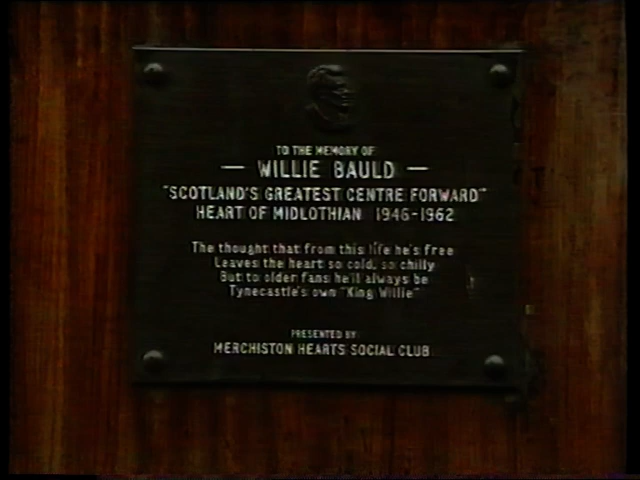 TO THE MEMORY OF
— WILLIE BAULD —
"SCOTLAND'S GREATEST CENTRE FORWARD"
HEART OF MIDLOTHIAN 1946-1962
The thought that from this life he's free
Leaves the heart so cold, so chilly
But to older fans he'll always be
Tynecastle's own "King Willie"
PRESENTED BY
MERCHISTON HEARTS SOCIAL CLUB